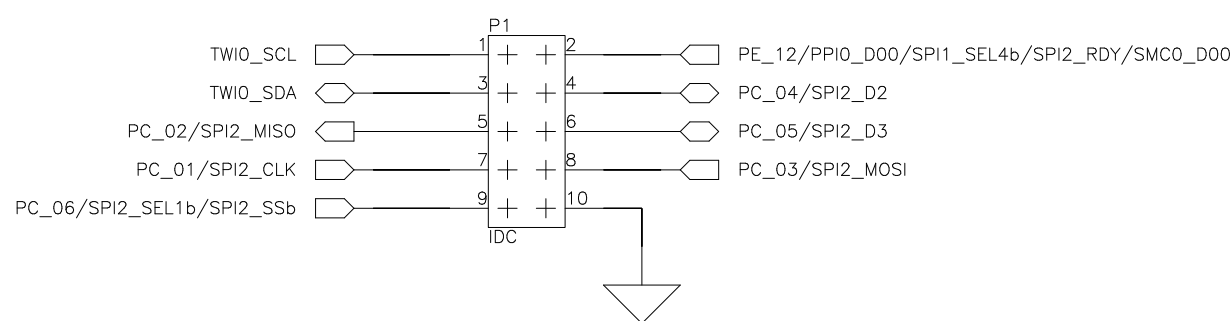 P1
TWI0_SCL 1 2 PE_12/PPI0_D00/SPI1_SEL4b/SPI2_RDY/SMC0_D00
TWI0_SDA 3 4 PC_04/SPI2_D2
PC_02/SPI2_MISO 5 6 PC_05/SPI2_D3
PC_01/SPI2_CLK 7 8 PC_03/SPI2_MOSI
PC_06/SPI2_SEL1b/SPI2_SSb 9 10
IDC